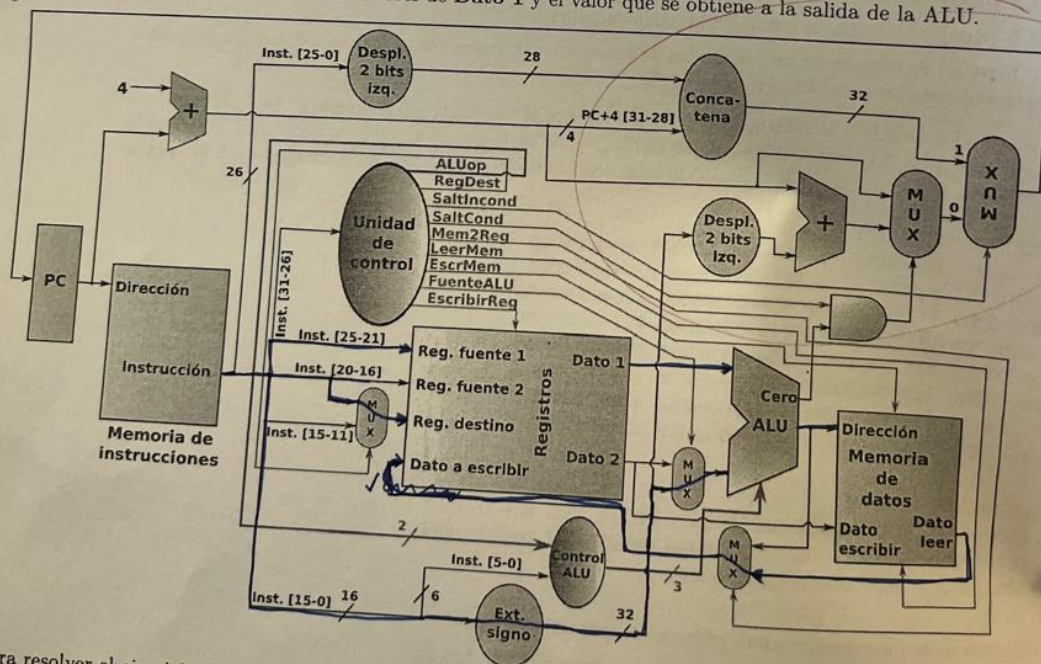 de Dato 1 y el valor que se obtiene a la salida de la ALU.
Inst. [25-0]
Despl.
2 bits
izq.
28
4
+
PC+4 [31-28]
4
Conca-
tena
32
1
MUX
0
26
ALUop
RegDest
SaltIncond
SaltCond
Mem2Reg
LeerMem
EscrMem
FuenteALU
EscribirReg
Unidad
de
control
Despl.
2 bits
Izq.
+
MUX
PC
Dirección
Instrucción
Memoria de
instrucciones
Inst. [31-26]
Inst. [25-21]
Inst. [20-16]
Inst. [15-11]
MUX
Reg. fuente 1
Reg. fuente 2
Reg. destino
Dato a escribir
Registros
Dato 1
Dato 2
MUX
Cero
ALU
Dirección
Memoria
de
datos
Dato
escribir
Dato
leer
MUX
2
Inst. [5-0]
Control
ALU
3
Inst. [15-0]
16
6
Ext.
signo
32
resolver el